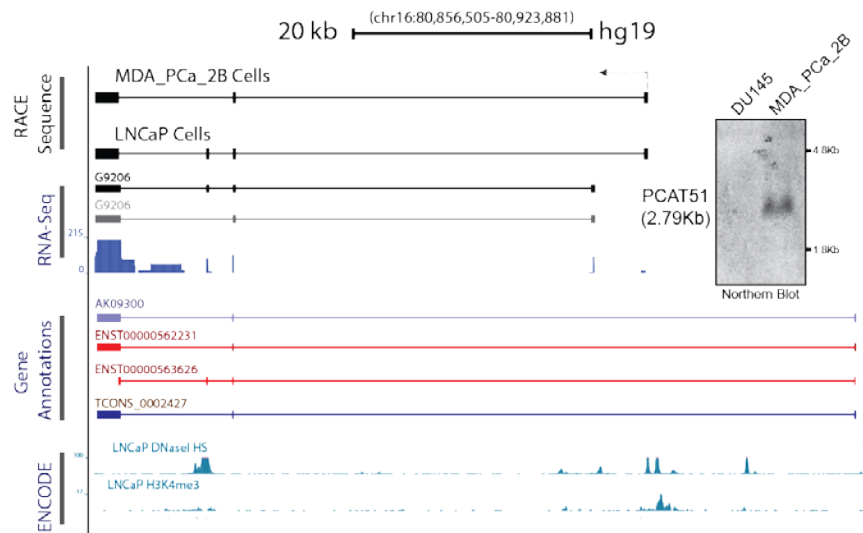 (chr16:80,856,505-80,923,881)
20 kb
hg19
RACE
Sequence
MDA_PCa_2B Cells
LNCaP Cells
RNA-Seq
G9206
G9206
215
0
DU145
MDA_PCa_2B
4.8Kb
PCAT51
(2.79Kb)
1.8Kb
Northern Blot
Gene
Annotations
AK09300
ENST00000562231
ENST00000563626
TCONS_0002427
ENCODE
LNCaP DNaseI HS
100
LNCaP H3K4me3